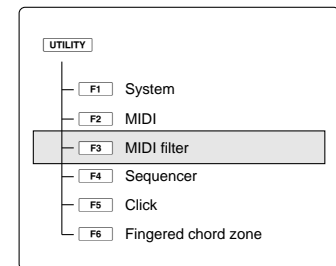 UTILITY
F1 System
F2 MIDI
F3 MIDI filter
F4 Sequencer
F5 Click
F6 Fingered chord zone